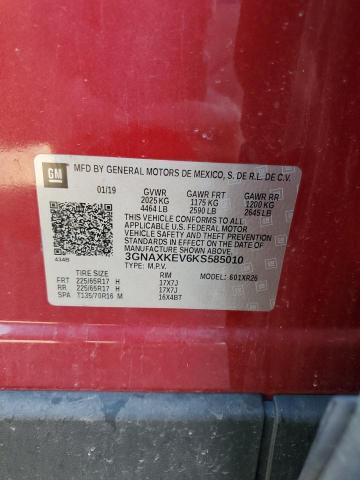 GM
MFD BY GENERAL MOTORS DE MEXICO, S. DE R.L. DE C.V.
01/19 GVWR GAWR FRT GAWR RR
2025 KG 1175 KG 1200 KG
4464 LB 2590 LB 2645 LB
THIS VEHICLE CONFORMS TO ALL
APPLICABLE U.S. FEDERAL MOTOR
VEHICLE SAFETY AND THEFT PREVENTION
STANDARDS IN EFFECT ON THE DATE OF
MANUFACTURE SHOWN ABOVE.
3GNAXKEV6KS585010
434B
TYPE: M.P.V. MODEL: 601XR26
TIRE SIZE RIM
FRT 225/65R17 H 17X7J
RR 225/65R17 H 17X7J
SPA T135/70R16 M 16X4BT